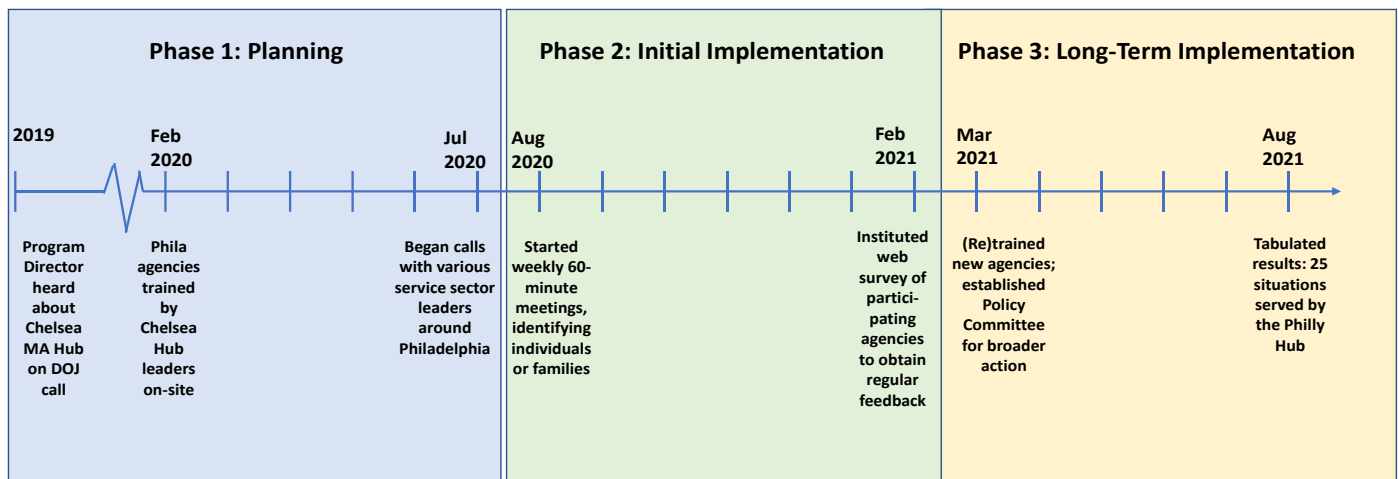 Phase 1: Planning
Phase 2: Initial Implementation
Phase 3: Long-Term Implementation
2019
Feb
2020
Jul
2020
Aug
2020
Feb
2021
Mar
2021
Aug
2021
Program
Director
heard
about
Chelsea
MA Hub
on DOJ
call
Phila
agencies
trained
by
Chelsea
Hub
leaders
on-site
Began calls
with various
service sector
leaders
around
Philadelphia
Started
weekly 60-
minute
meetings,
identifying
individuals
or families
Instituted
web
survey of
partici-
pating
agencies
to obtain
regular
feedback
(Re)trained
new agencies;
established
Policy
Committee
for broader
action
Tabulated
results: 25
situations
served by
the Philly
Hub